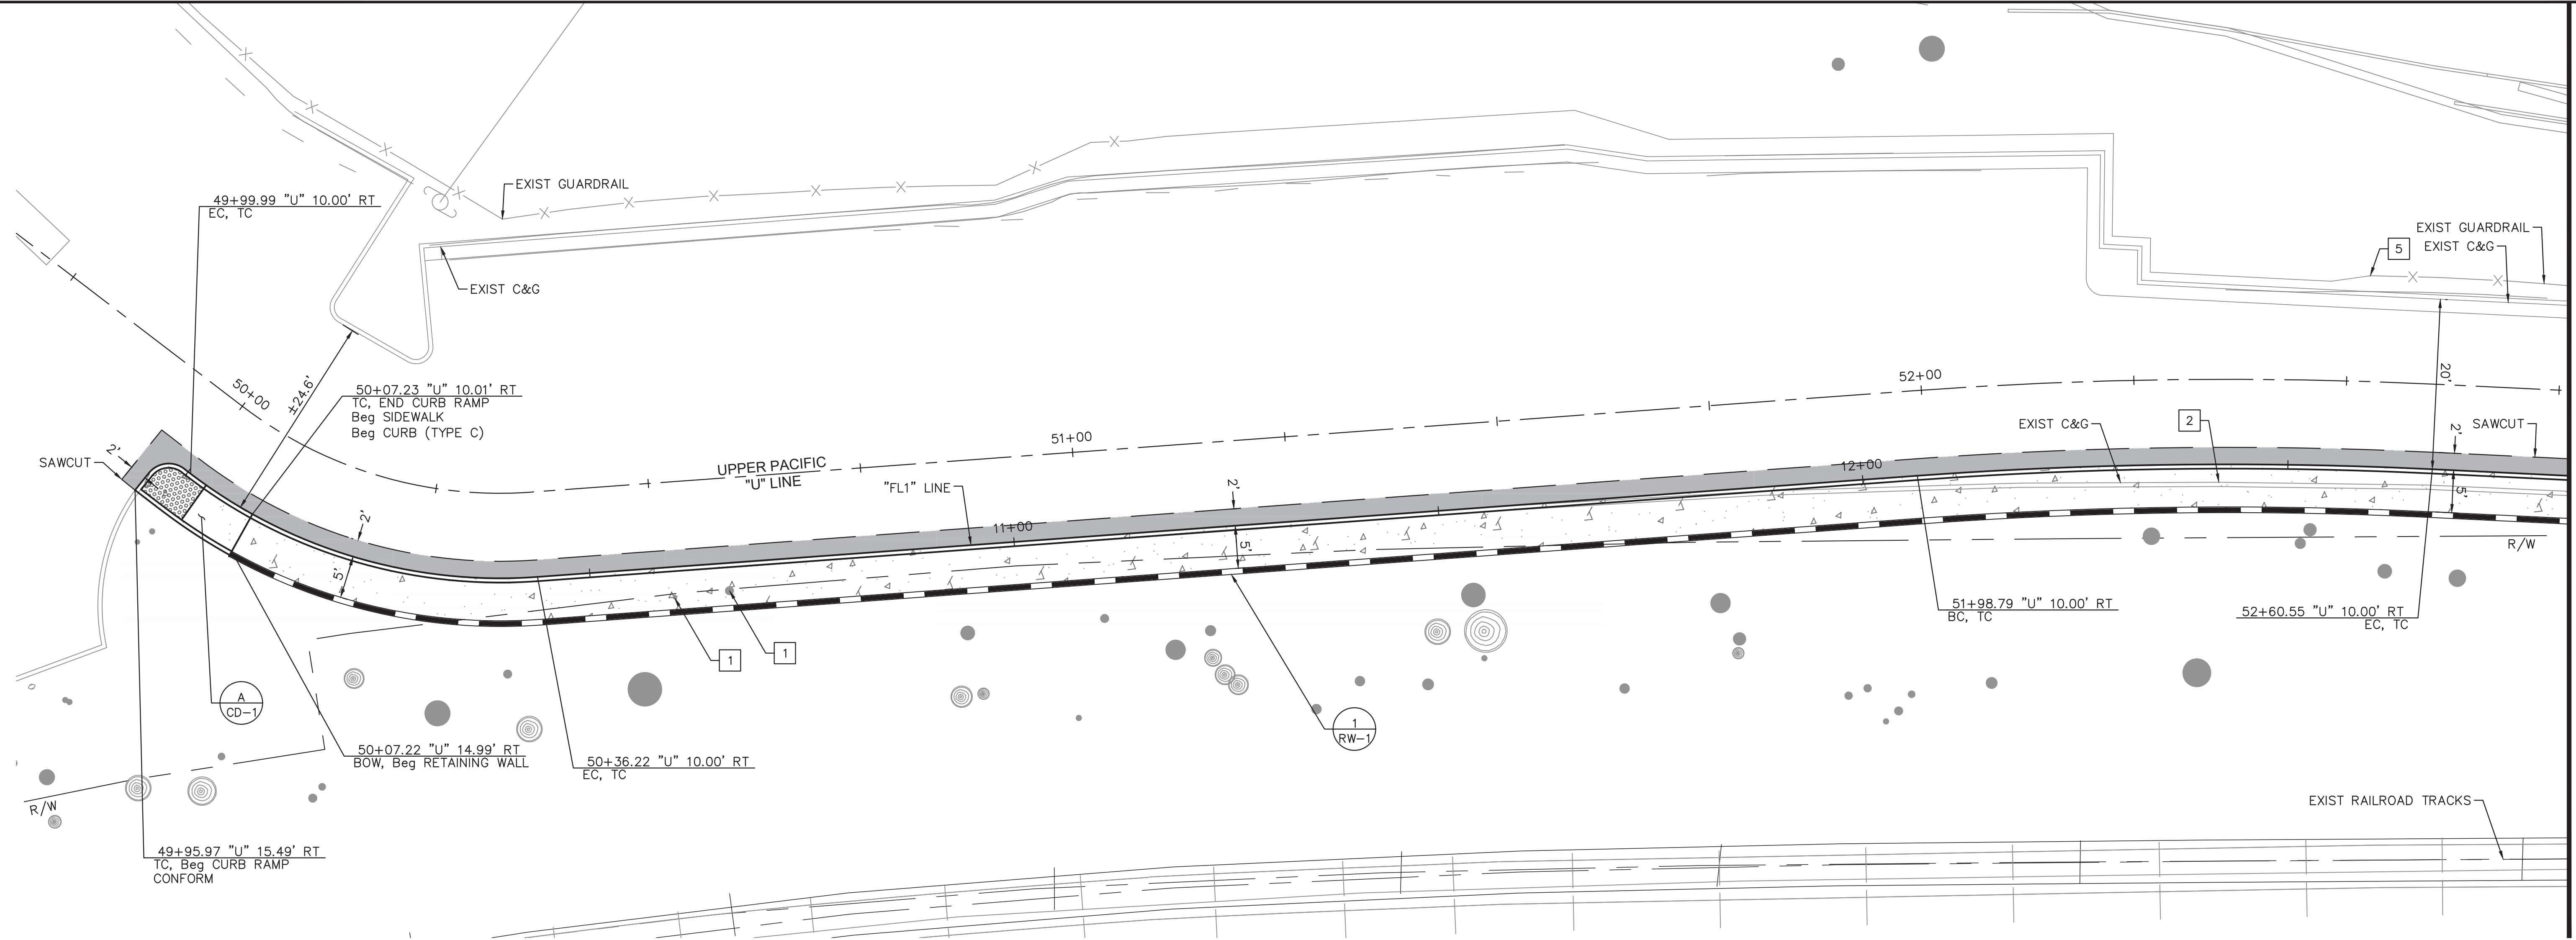 EXIST GUARDRAIL
49+99.99 "U" 10.00' RT
EC, TC
EXIST GUARDRAIL
5
EXIST C&G
EXIST C&G
±24.6'
20'
50+00
52+00
50+07.23 "U" 10.01' RT
TC, END CURB RAMP
Beg SIDEWALK
Beg CURB (TYPE C)
51+00
EXIST C&G
2
2'
SAWCUT
2'
SAWCUT
UPPER PACIFIC
"U" LINE
12+00
"FL1" LINE
2'
5'
2'
11+00
5'
5'
R/W
51+98.79 "U" 10.00' RT
BC, TC
52+60.55 "U" 10.00' RT
EC, TC
1
1
A
CD-1
1
RW-1
50+07.22 "U" 14.99' RT
BOW, Beg RETAINING WALL
50+36.22 "U" 10.00' RT
EC, TC
R/W
EXIST RAILROAD TRACKS
49+95.97 "U" 15.49' RT
TC, Beg CURB RAMP
CONFORM